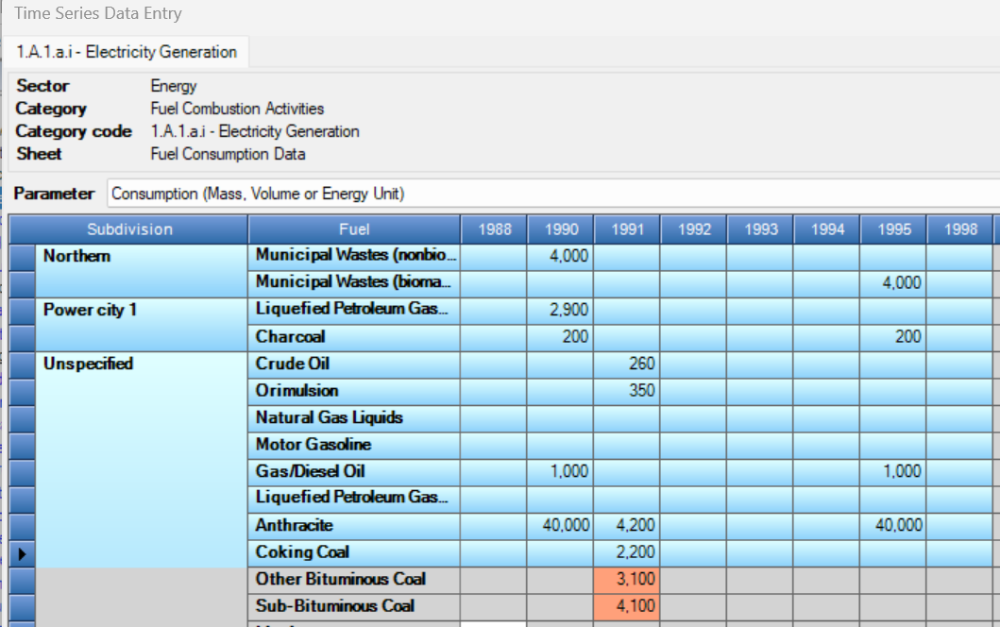 Time Series Data Entry
1.A.1.a.i - Electricity Generation
Sector Energy
Category Fuel Combustion Activities
Category code 1.A.1.a.i - Electricity Generation
Sheet Fuel Consumption Data
Parameter Consumption (Mass, Volume or Energy Unit)
Subdivision Fuel 1988 1990 1991 1992 1993 1994 1995 1998
Northern Municipal Wastes (nonbio... 4,000
Municipal Wastes (bioma... 4,000
Power city 1 Liquefied Petroleum Gas... 2,900
Charcoal 200 200
Unspecified Crude Oil 260
Orimulsion 350
Natural Gas Liquids
Motor Gasoline
Gas/Diesel Oil 1,000 1,000
Liquefied Petroleum Gas...
Anthracite 40,000 4,200 40,000
Coking Coal 2,200
Other Bituminous Coal 3,100
Sub-Bituminous Coal 4,100